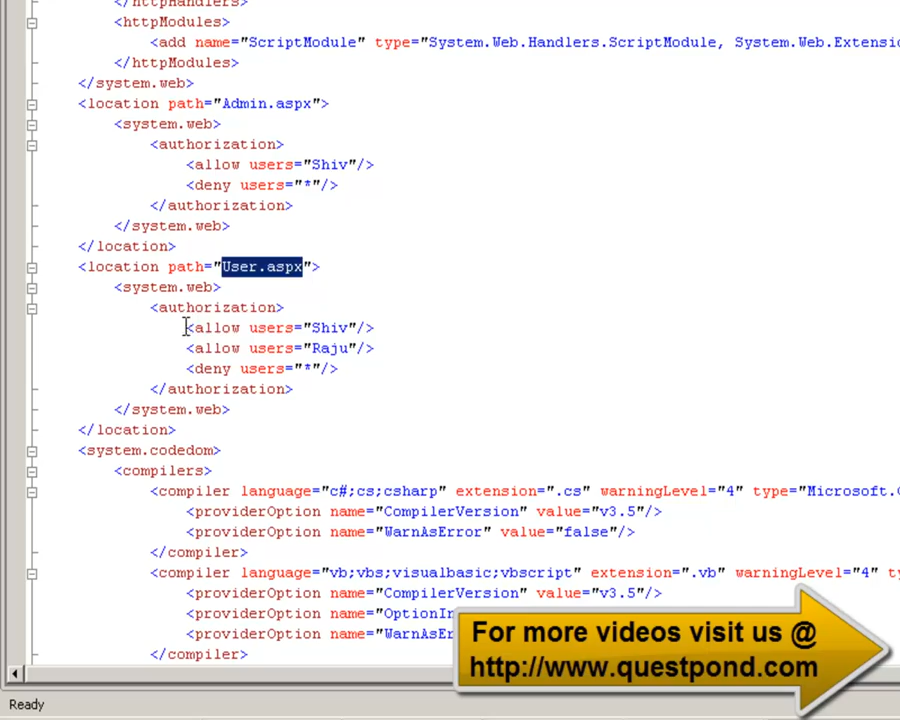 </httpHandlers>
<httpModules>
<add name="ScriptModule" type="System.Web.Handlers.ScriptModule, System.Web.Extensio
</httpModules>
</system.web>
<location path="Admin.aspx">
<system.web>
<authorization>
<allow users="Shiv"/>
<deny users="*"/>
</authorization>
</system.web>
</location>
<location path="User.aspx">
<system.web>
<authorization>
<allow users="Shiv"/>
<allow users="Raju"/>
<deny users="*"/>
</authorization>
</system.web>
</location>
<system.codedom>
<compilers>
<compiler language="c#;cs;csharp" extension=".cs" warningLevel="4" type="Microsoft.
<providerOption name="CompilerVersion" value="v3.5"/>
<providerOption name="WarnAsError" value="false"/>
</compiler>
<compiler language="vb;vbs;visualbasic;vbscript" extension=".vb" warningLevel="4" ty
<providerOption name="CompilerVersion" value="v3.5"/>
<providerOption name="OptionIn
<providerOption name="WarnAsE
</compiler>
For more videos visit us @
http://www.questpond.com
Ready